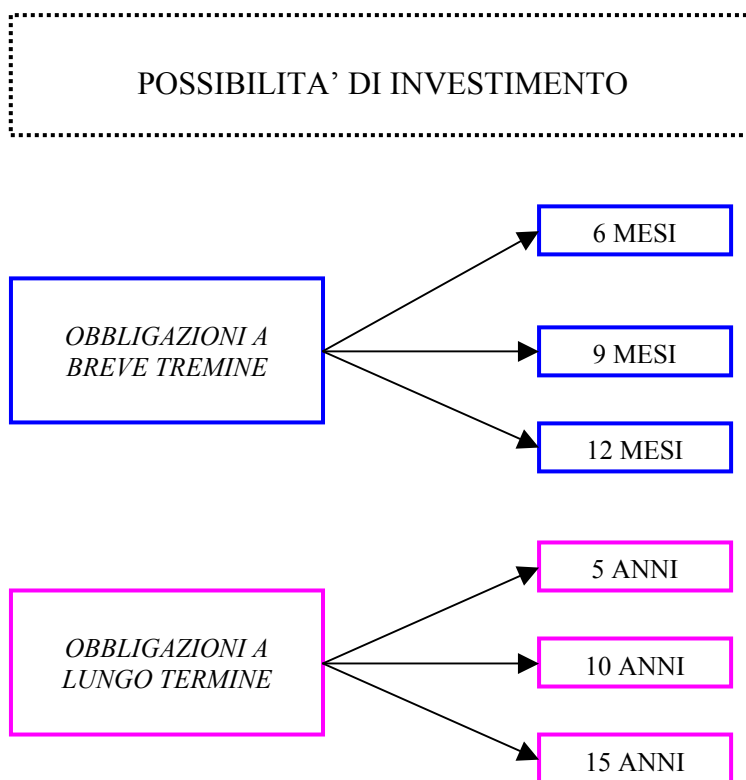 POSSIBILITA’ DI INVESTIMENTO
6 MESI
OBBLIGAZIONI A
BREVE TREMINE
9 MESI
12 MESI
5 ANNI
OBBLIGAZIONI A
LUNGO TERMINE
10 ANNI
15 ANNI